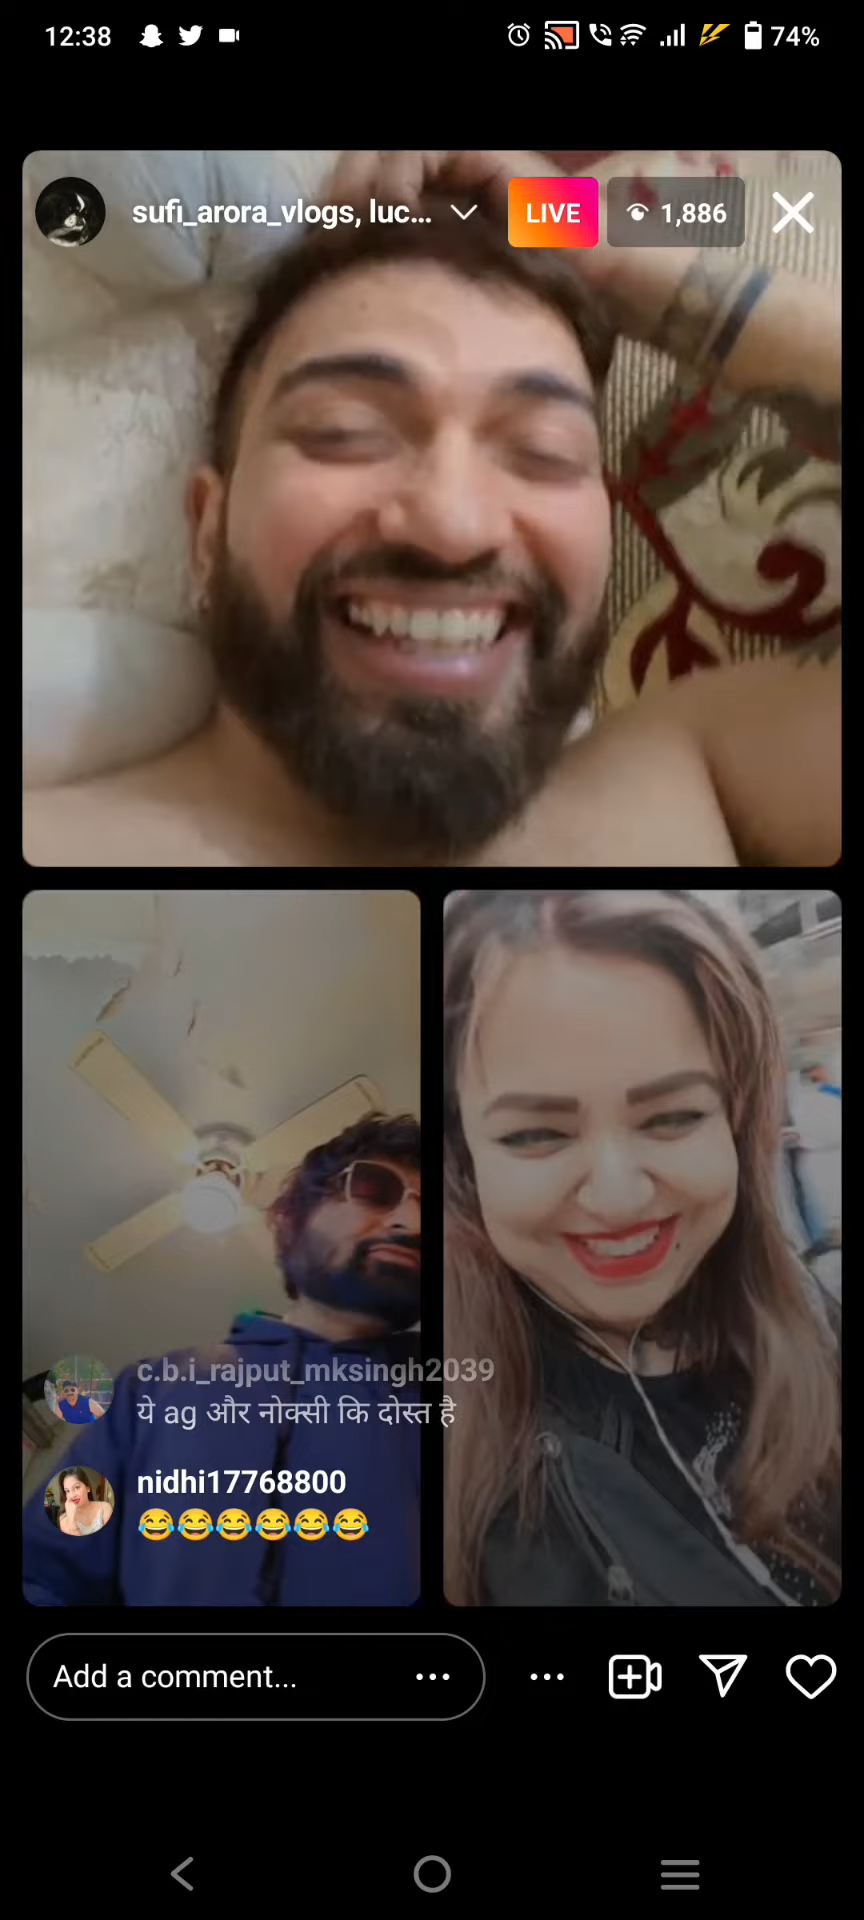 12:38
74%
sufi_arora_vlogs, luc...
LIVE
1,886
c.b.i_rajput_mksingh2039
ये ag और नोक्सी कि दोस्त है
nidhi17768800
😂😂😂😂😂😂
Add a comment...